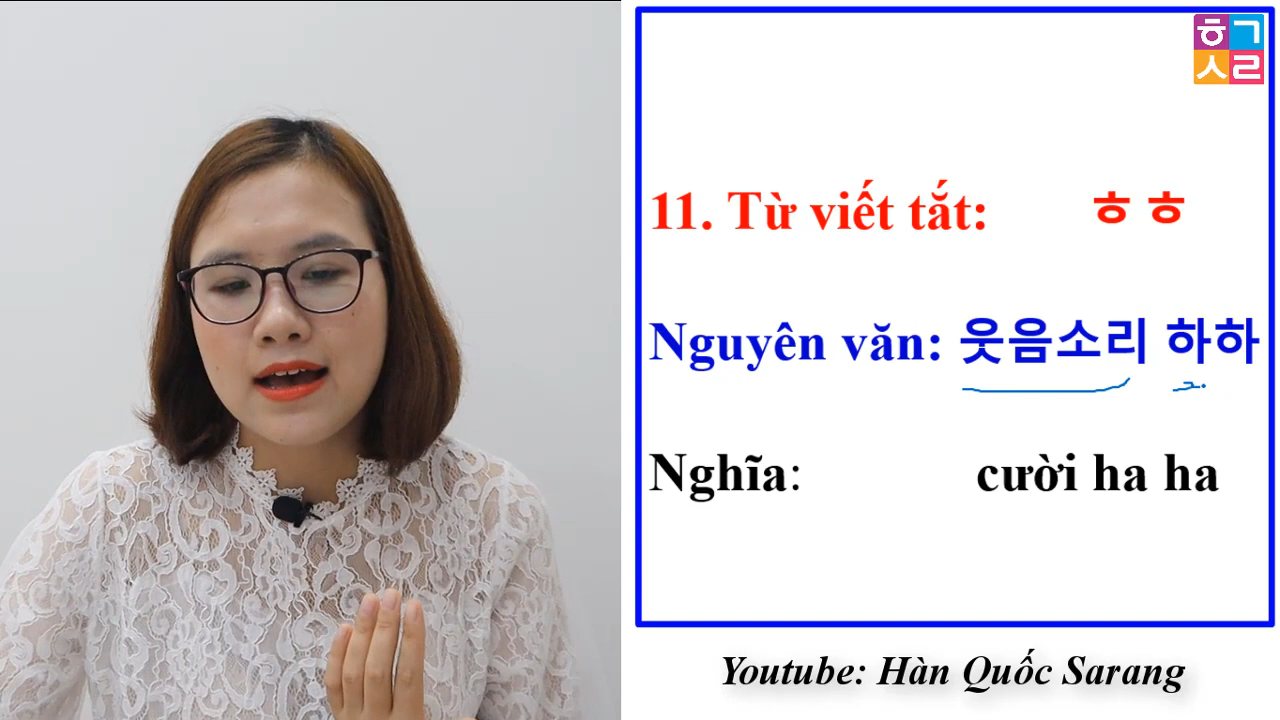 ㅎㄱ
ㅅㄹ
11. Từ viết tắt: ㅎㅎ
Nguyên văn: 웃음소리 하하
Nghĩa: cười ha ha
Youtube: Hàn Quốc Sarang